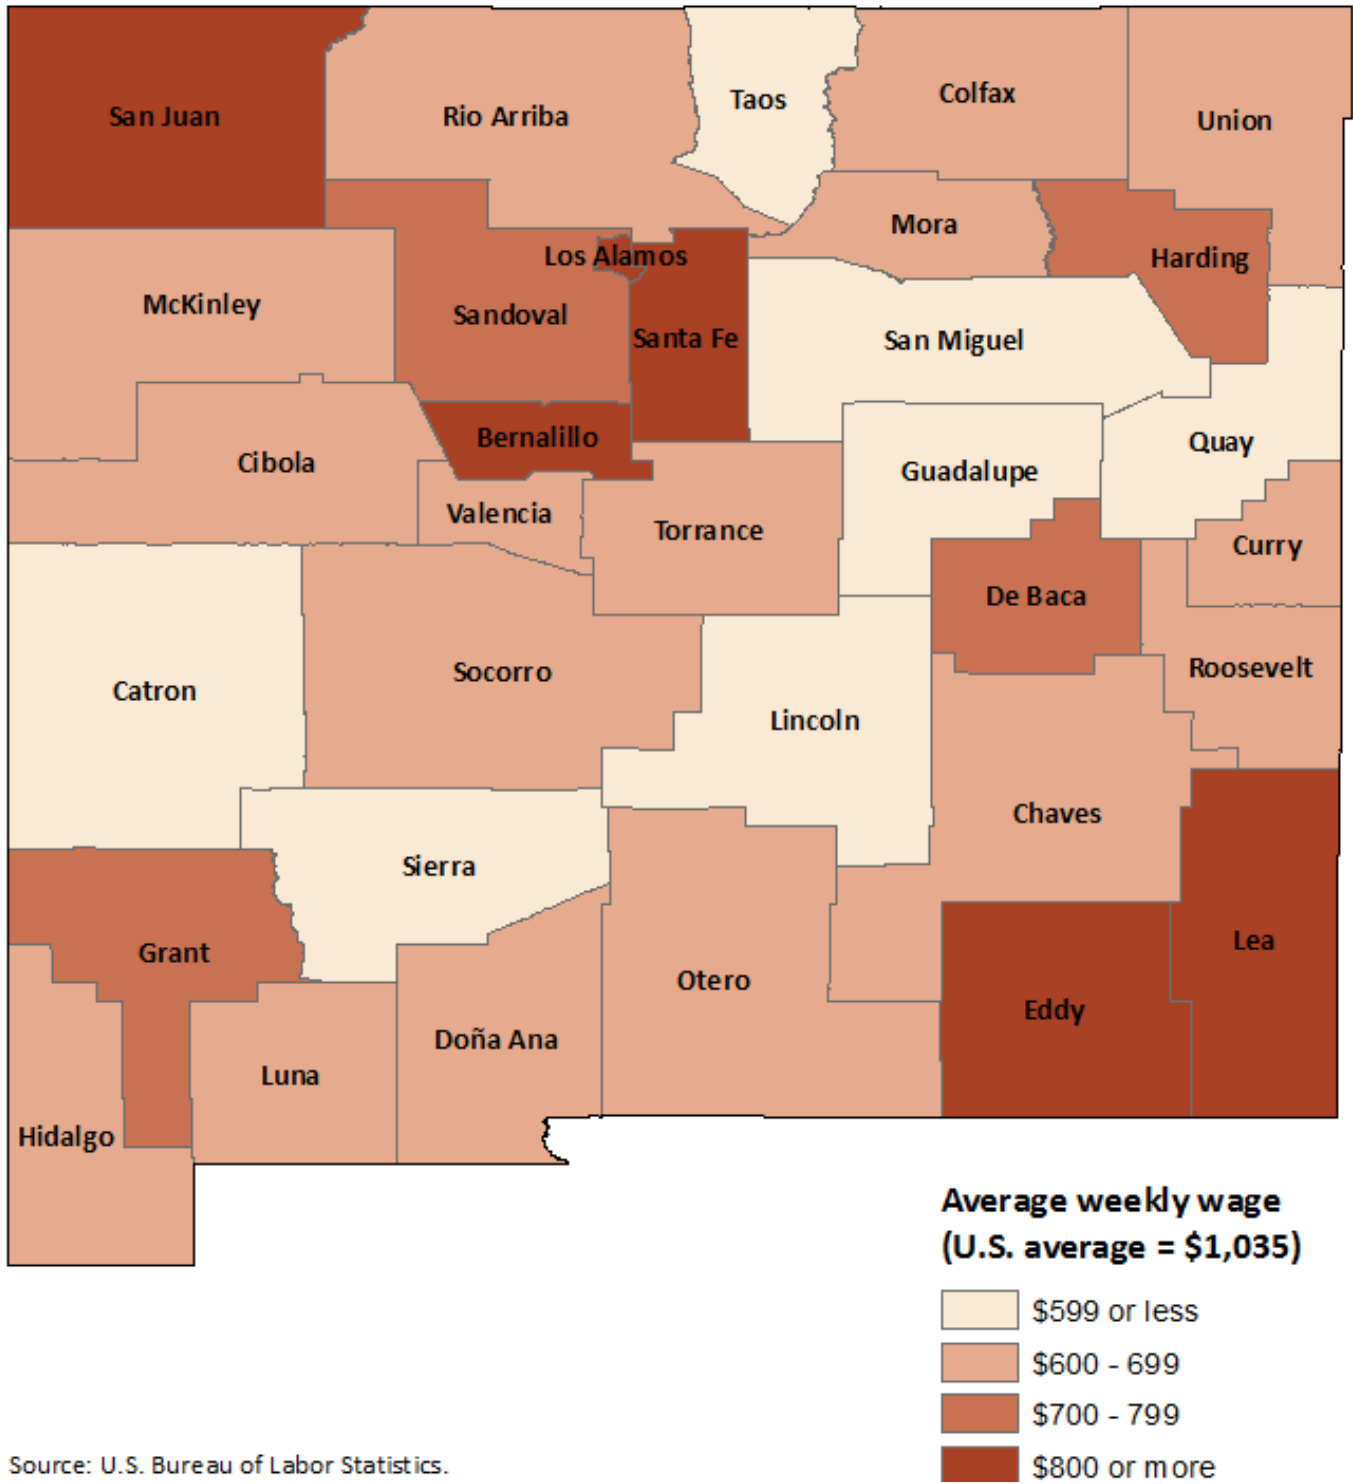 San Juan
Rio Arriba
Taos
Colfax
Union
Mora
Harding
Los Alamos
McKinley
Sandoval
Santa Fe
San Miguel
Bernalillo
Cibola
Quay
Guadalupe
Valencia
Torrance
Curry
De Baca
Roosevelt
Socorro
Catron
Lincoln
Chaves
Sierra
Lea
Grant
Otero
Eddy
Doña Ana
Luna
Hidalgo
Average weekly wage
(U.S. average = $1,035)
$599 or less
$600 - 699
$700 - 799
$800 or more
Source: U.S. Bureau of Labor Statistics.